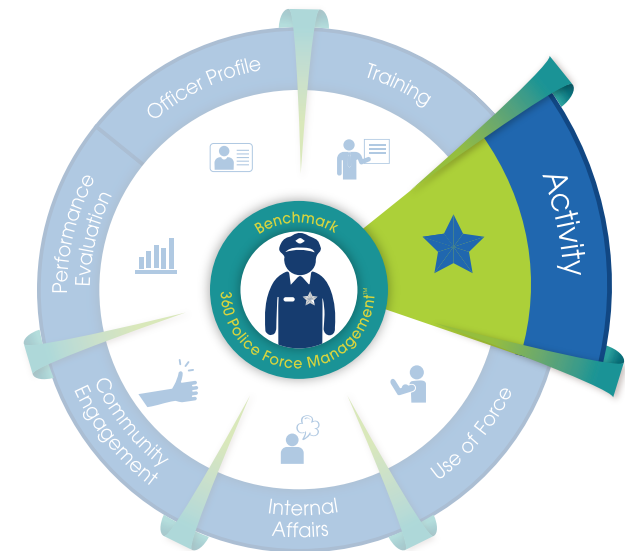 Officer Profile
Training
Activity
Use of Force
Internal
Affairs
Community
Engagement
Performance
Evaluation
Benchmark
360 Police Force Management™